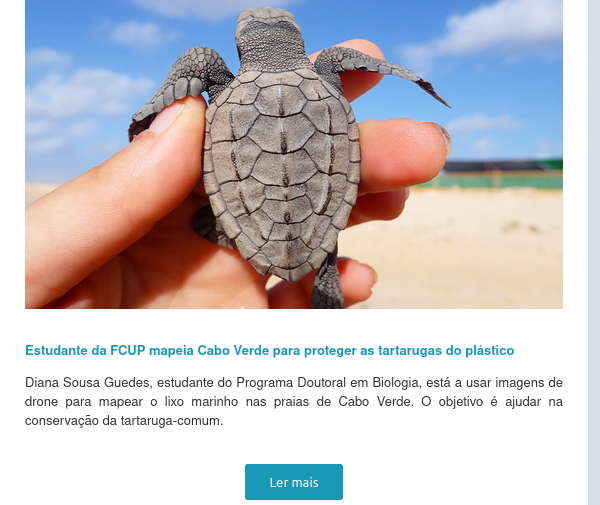 Estudante da FCUP mapeia Cabo Verde para proteger as tartarugas do plástico
Diana Sousa Guedes, estudante do Programa Doutoral em Biologia, está a usar imagens de
drone para mapear o lixo marinho nas praias de Cabo Verde. O objetivo é ajudar na
conservação da tartaruga-comum.
Ler mais